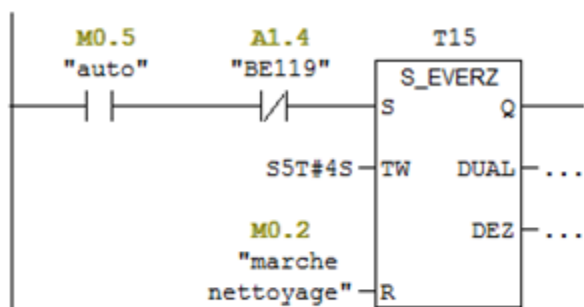 M0.5 A1.4 T15
"auto" "BE119" S_EVERZ
S Q
S5T#4S TW DUAL ...
M0.2 DEZ ...
"marche
nettoyage" R